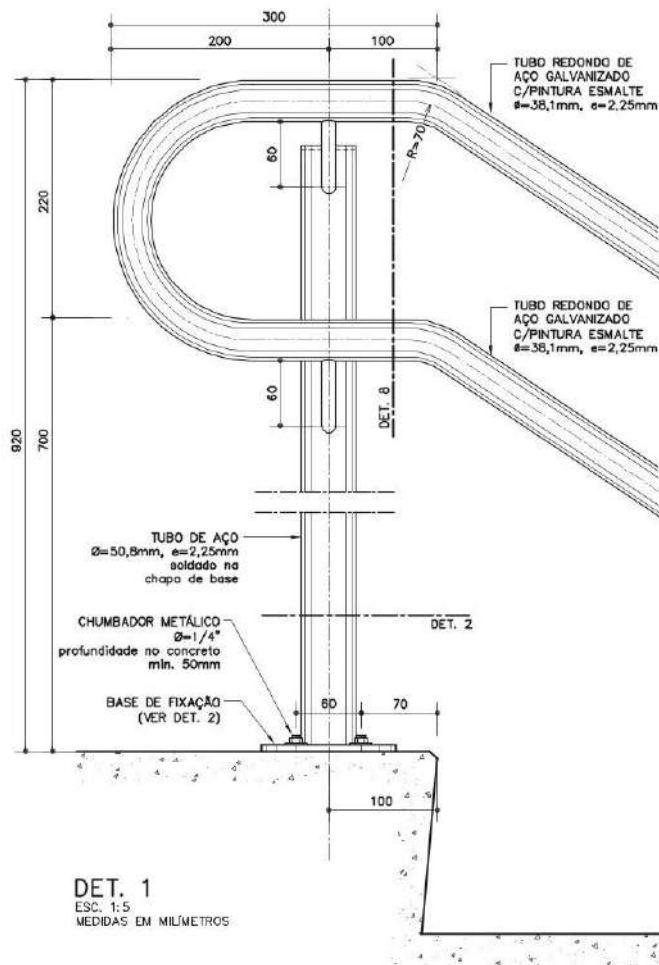 300
200
100
TUBO REDONDO DE
AÇO GALVANIZADO
C/PINTURA ESMALTE
ø=38,1mm, e=2,25mm
60
R=70
220
TUBO REDONDO DE
AÇO GALVANIZADO
C/PINTURA ESMALTE
ø=38,1mm, e=2,25mm
60
DET. 8
920
700
TUBO DE AÇO
Ø=50,8mm, e=2,25mm
soldado na
chapa de base
CHUMBADOR METÁLICO
Ø=1/4"
profundidade no concreto
min. 50mm
DET. 2
BASE DE FIXAÇÃO
(VER DET. 2)
60
70
100
DET. 1
ESC. 1:5
MEDIDAS EM MILÍMETROS